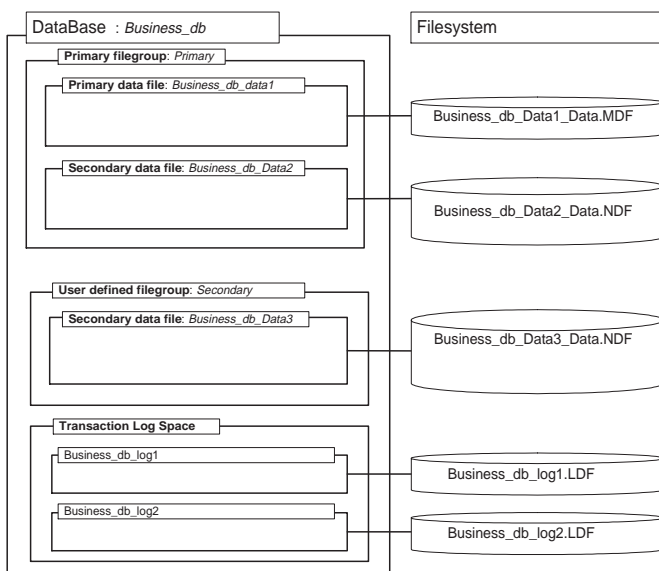 DataBase : Business_db
Filesystem
Primary filegroup: Primary
Primary data file: Business_db_data1
Business_db_Data1_Data.MDF
Secondary data file: Business_db_Data2
Business_db_Data2_Data.NDF
User defined filegroup: Secondary
Secondary data file: Business_db_Data3
Business_db_Data3_Data.NDF
Transaction Log Space
Business_db_log1
Business_db_log1.LDF
Business_db_log2
Business_db_log2.LDF